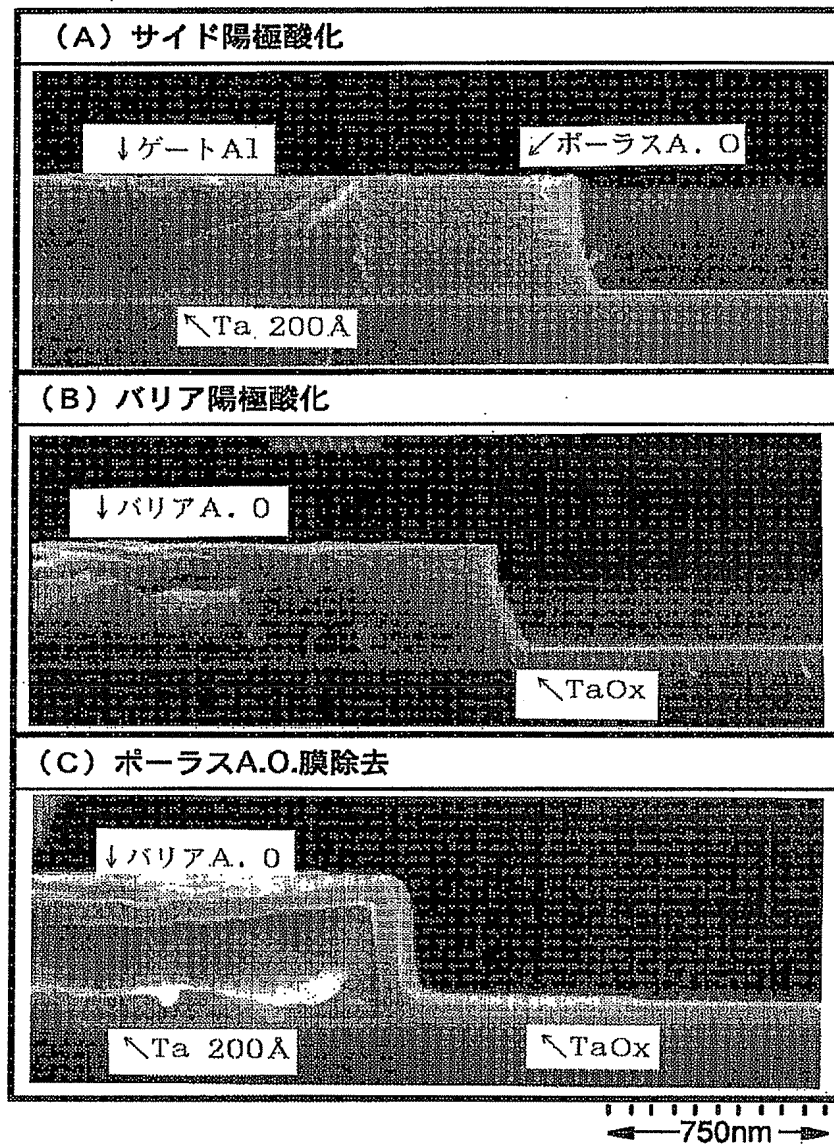 (A) サイド陽極酸化
↓ゲートAl
↙ポーラスA. O
↖Ta 200Å
(B) バリア陽極酸化
↓バリアA. O
↖TaOx
(C) ポーラスA.O.膜除去
↓バリアA. O
↖Ta 200Å
↖TaOx
750nm